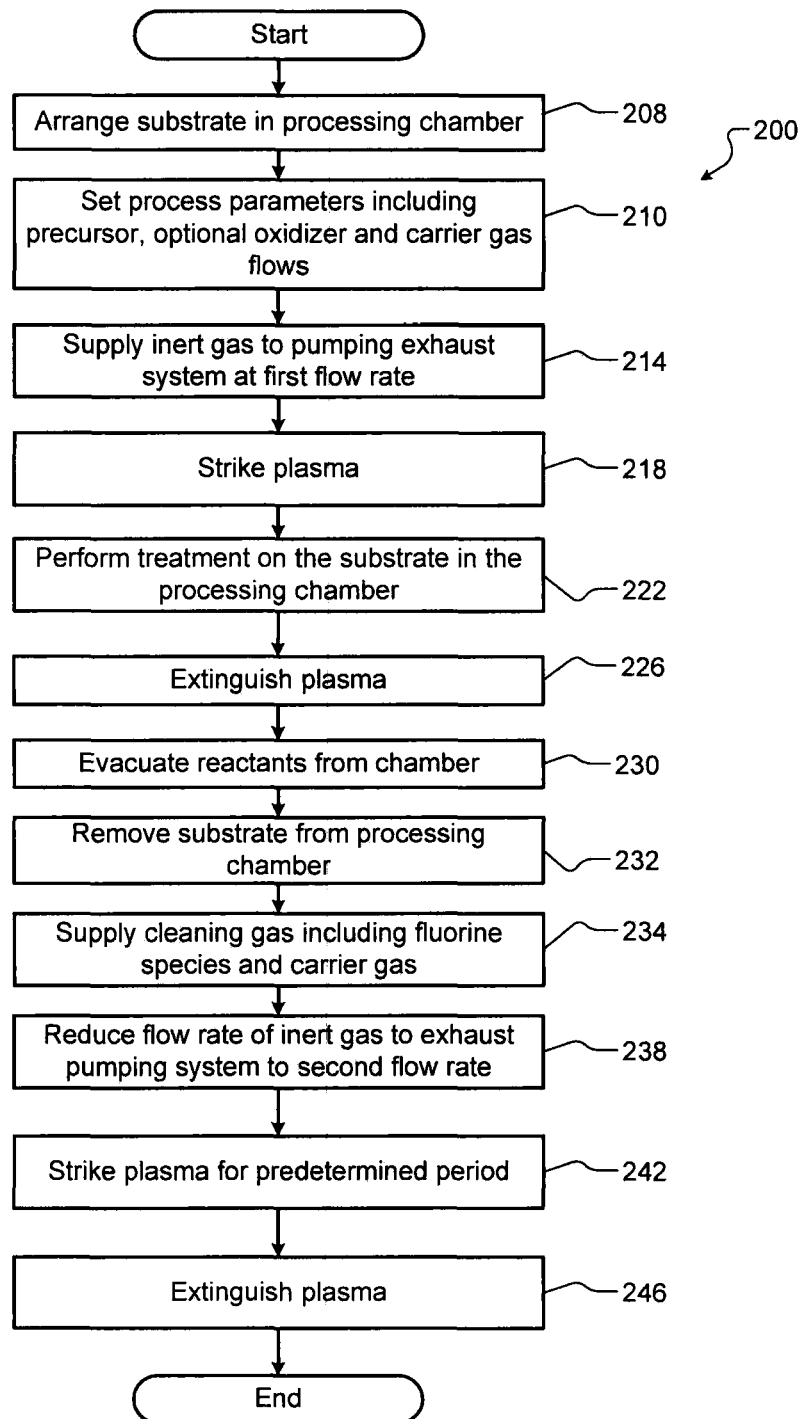 Start
Arrange substrate in processing chamber
208
200
Set process parameters including
precursor, optional oxidizer and carrier gas
flows
210
Supply inert gas to pumping exhaust
system at first flow rate
214
Strike plasma
218
Perform treatment on the substrate in the
processing chamber
222
Extinguish plasma
226
Evacuate reactants from chamber
230
Remove substrate from processing
chamber
232
Supply cleaning gas including fluorine
species and carrier gas
234
Reduce flow rate of inert gas to exhaust
pumping system to second flow rate
238
Strike plasma for predetermined period
242
Extinguish plasma
246
End